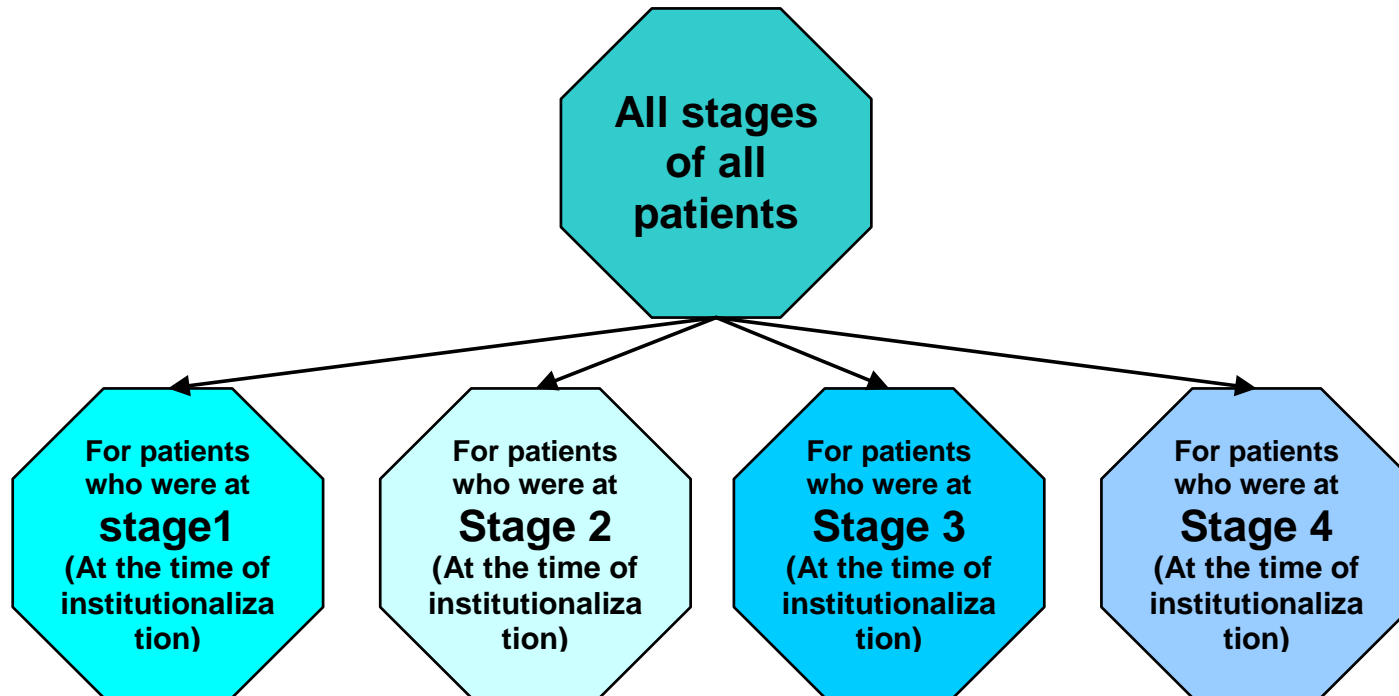 All stages
of all
patients
For patients
who were at
stage1
(At the time of
institutionaliza
tion)
For patients
who were at
Stage 2
(At the time of
institutionaliza
tion)
For patients
who were at
Stage 3
(At the time of
institutionaliza
tion)
For patients
who were at
Stage 4
(At the time of
institutionaliza
tion)